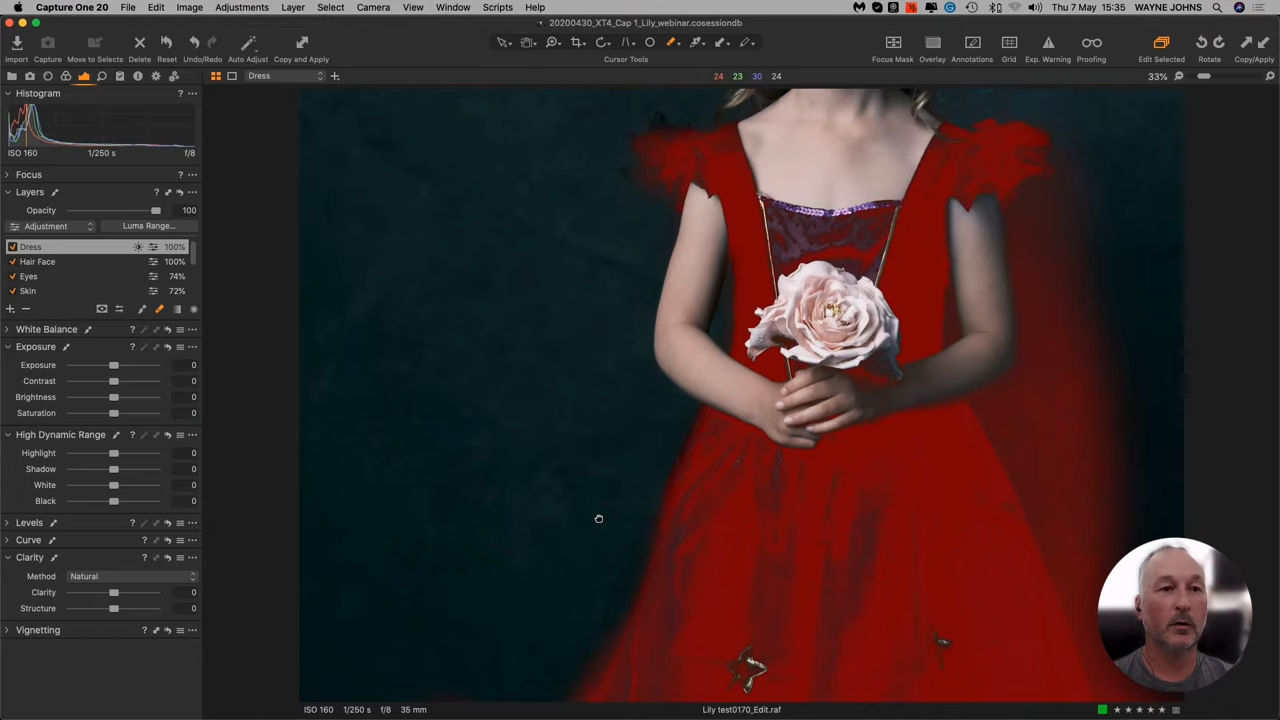 Capture One 20 File Edit Image Adjustments Layer Select Camera View Window Scripts Help Thu 7 May 15:35 WAYNE JOHNS
20200430_XT4_Cap 1_Lily_webinar.cosessiondb
Import Capture Move to Selects Delete Reset Undo/Redo Auto Adjust Copy and Apply Cursor Tools Focus Mask Overlay Annotations Grid Exp. Warning Proofing Edit Selected Rotate Copy/Apply
Dress 24 23 30 24 33%
Histogram
ISO 160 1/250 s f/8
Focus
Layers
Opacity 100
Adjustment Luma Range...
Dress 100%
Hair Face 100%
Eyes 74%
Skin 72%
White Balance
Exposure
Exposure 0
Contrast 0
Brightness 0
Saturation 0
High Dynamic Range
Highlight 0
Shadow 0
White 0
Black 0
Levels
Curve
Clarity
Method Natural
Clarity 0
Structure 0
Vignetting
ISO 160 1/250 s f/8 35 mm Lily test0170_Edit.raf